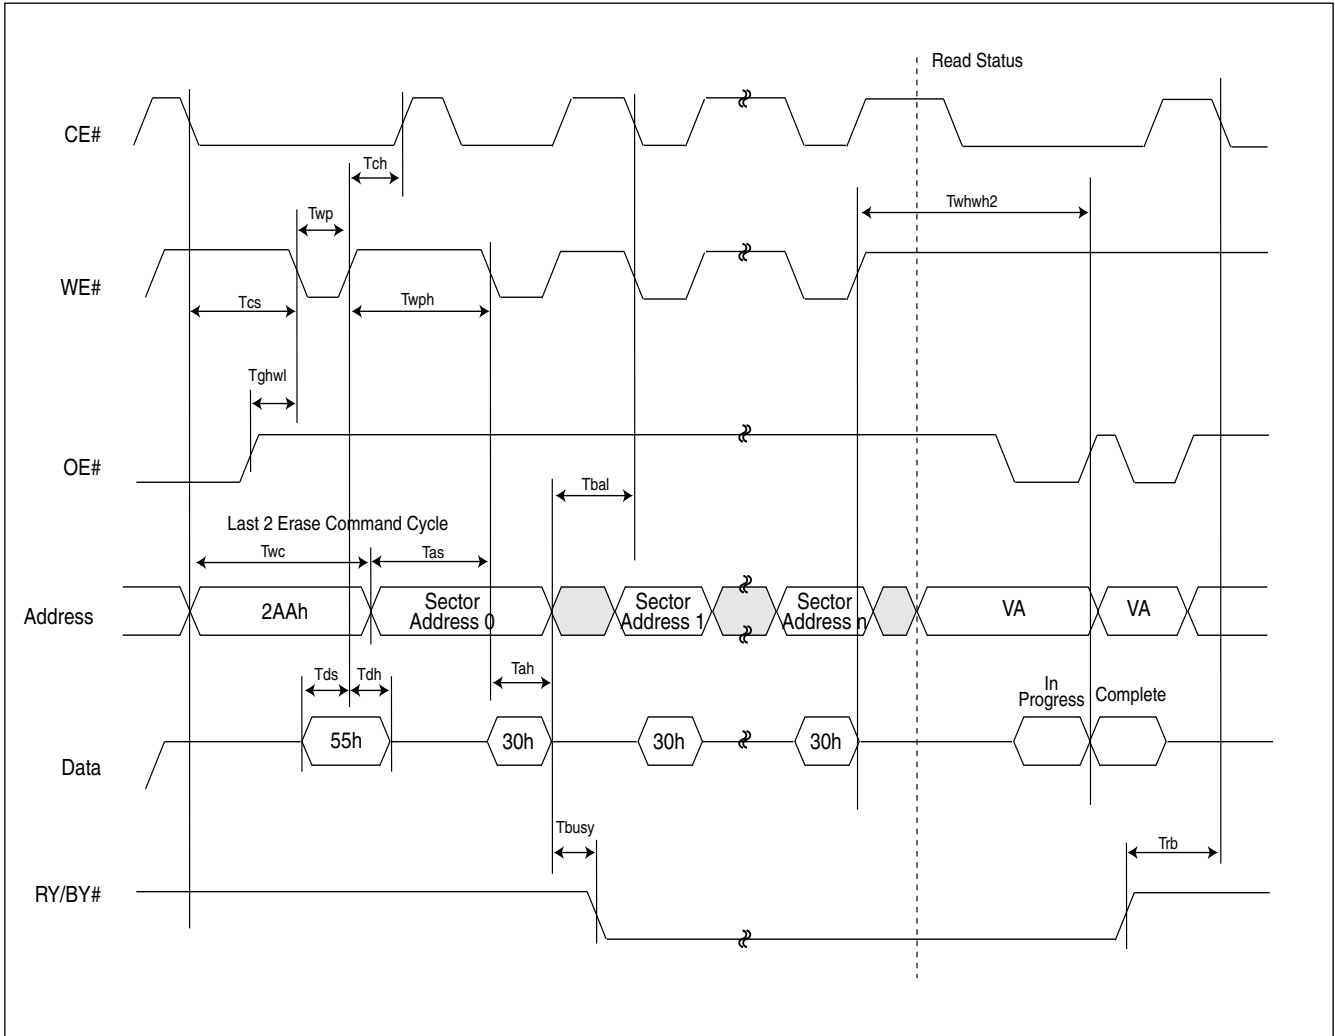 Read Status
CE#
Tch
Twhwh2
Twp
WE#
Tcs
Twph
Tghwl
OE#
Tbal
Last 2 Erase Command Cycle
Twc
Tas
Address
2AAh
Sector
Address 0
Sector
Address 1
Sector
Address n
VA
VA
Tds
Tdh
Tah
In
Progress
Complete
Data
55h
30h
30h
30h
Tbusy
Trb
RY/BY#